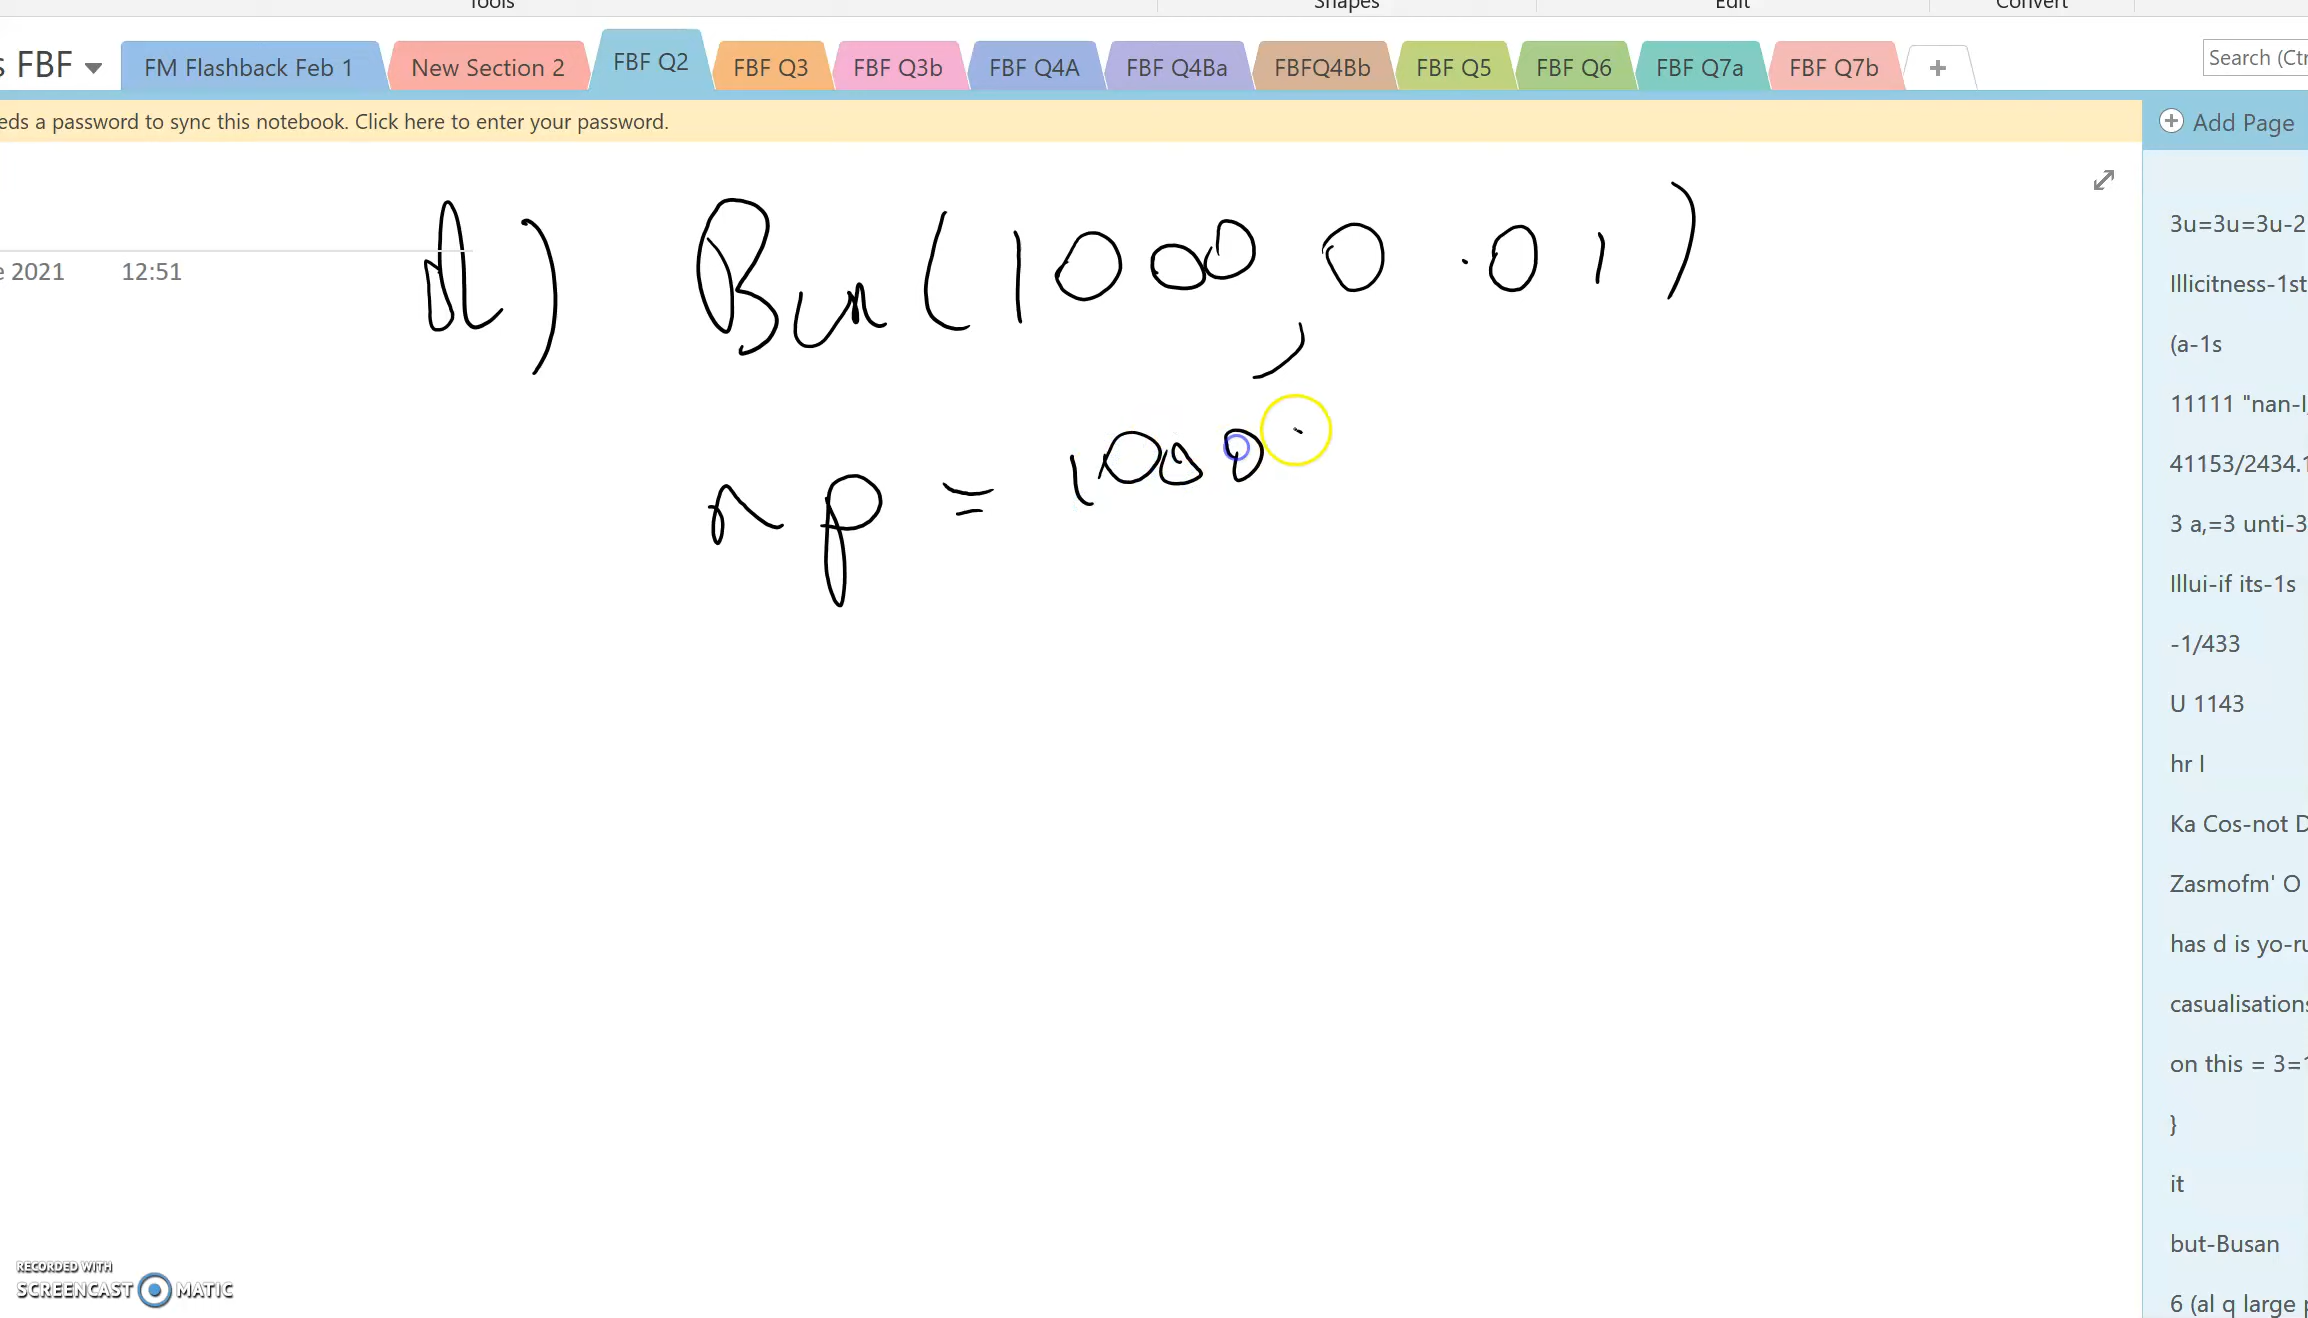 Tools Shapes Edit Convert
s FBF FM Flashback Feb 1 New Section 2 FBF Q2 FBF Q3 FBF Q3b FBF Q4A FBF Q4Ba FBFQ4Bb FBF Q5 FBF Q6 FBF Q7a FBF Q7b + Search (Ctr
eds a password to sync this notebook. Click here to enter your password.
Add Page
d) Bin(1000, 0.01)
e 2021 12:51
np = 1000
3u=3u=3u-2
Illicitness-1st
(a-1s
11111 "nan-I
41153/2434.1
3 a,=3 unti-3
Illui-if its-1s
-1/433
U 1143
hr I
Ka Cos-not D
Zasmofm' O
has d is yo-ru
casualisations
on this = 3=1
}
it
but-Busan
6 (al q large p
RECORDED WITH
SCREENCAST MATIC